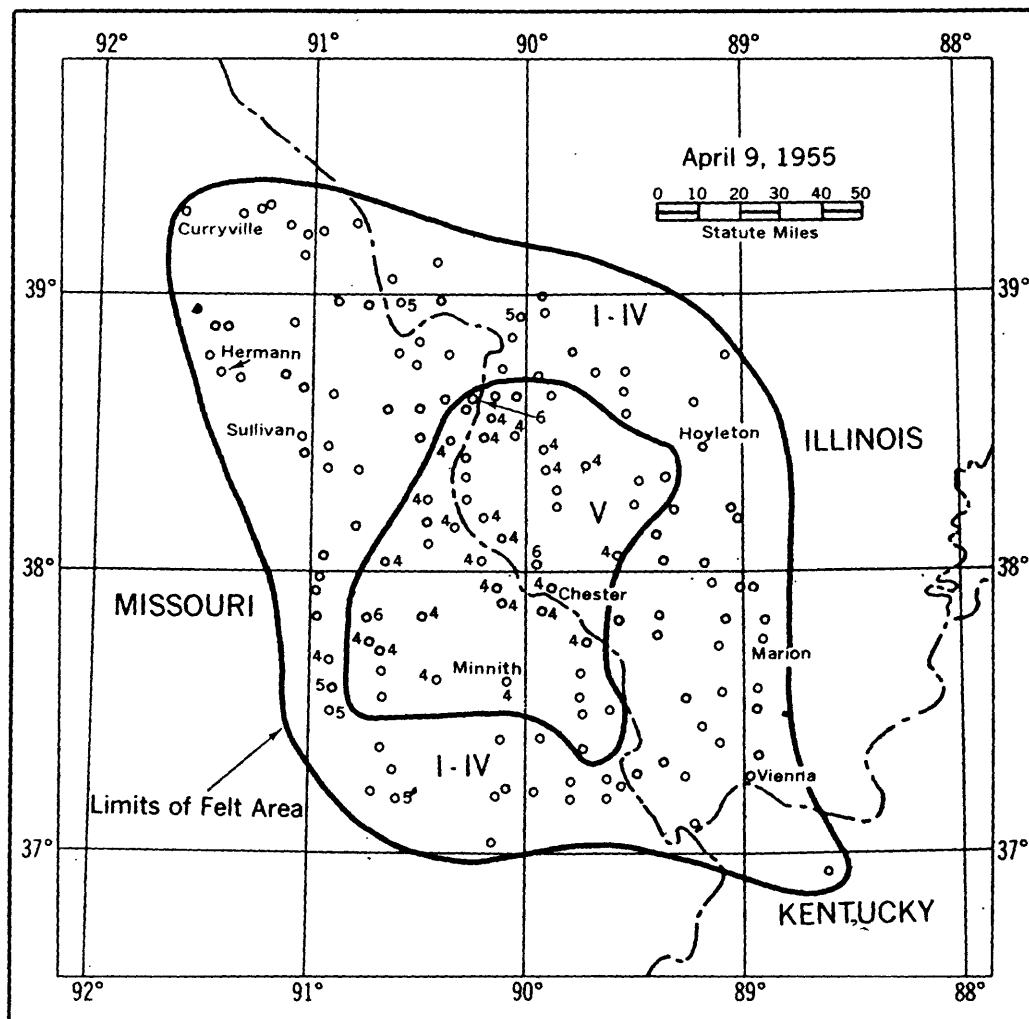 92° 91° 90° 89° 88°
April 9, 1955
0 10 20 30 40 50
Statute Miles
Curryville
39° 39°
5 5 I-IV
Hermann
6
Sullivan 4 4 4 4 Hoyleton ILLINOIS
4 4
4 4 4 V
4 4 4 6 4
38° 38°
MISSOURI 4 4 Chester
6 4 4 4
4 4 4
4 4 Minnith Marion
5 4
5
I-IV
5 Vienna
Limits of Felt Area
37° 37°
KENTUCKY
92° 91° 90° 89° 88°